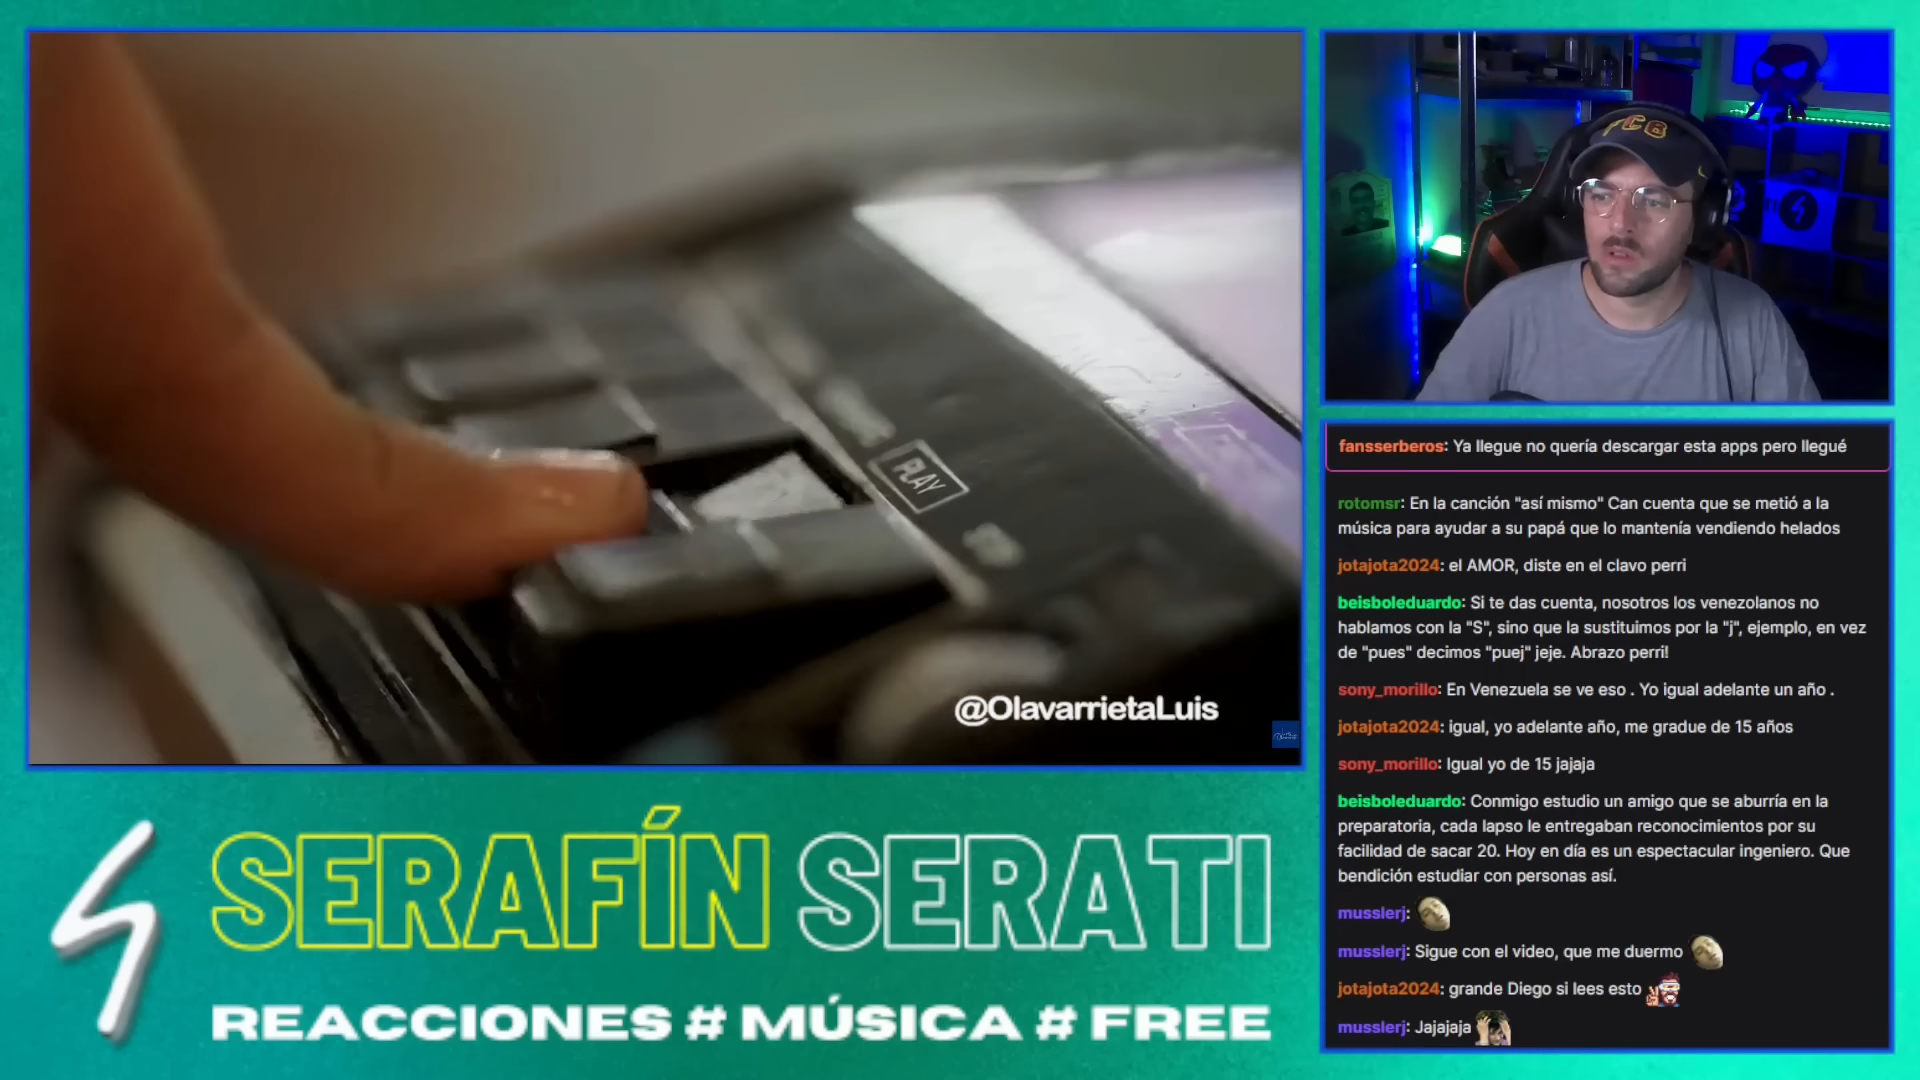 PLAY
@OlavarrietaLuis
FCB
SERAFÍN SERATI
REACCIONES # MÚSICA # FREE
fansserberos: Ya llegue no quería descargar esta apps pero llegué
rotomsr: En la canción "así mismo" Can cuenta que se metió a la
música para ayudar a su papá que lo mantenía vendiendo helados
jotajota2024: el AMOR, diste en el clavo perri
beisboleduardo: Si te das cuenta, nosotros los venezolanos no
hablamos con la "S", sino que la sustituimos por la "j", ejemplo, en vez
de "pues" decimos "puej" jeje. Abrazo perri!
sony_morillo: En Venezuela se ve eso . Yo igual adelante un año .
jotajota2024: igual, yo adelante año, me gradue de 15 años
sony_morillo: Igual yo de 15 jajaja
beisboleduardo: Conmigo estudio un amigo que se aburría en la
preparatoria, cada lapso le entregaban reconocimientos por su
facilidad de sacar 20. Hoy en día es un espectacular ingeniero. Que
bendición estudiar con personas así.
musslerj:
musslerj: Sigue con el video, que me duermo
jotajota2024: grande Diego si lees esto
musslerj: Jajajaja